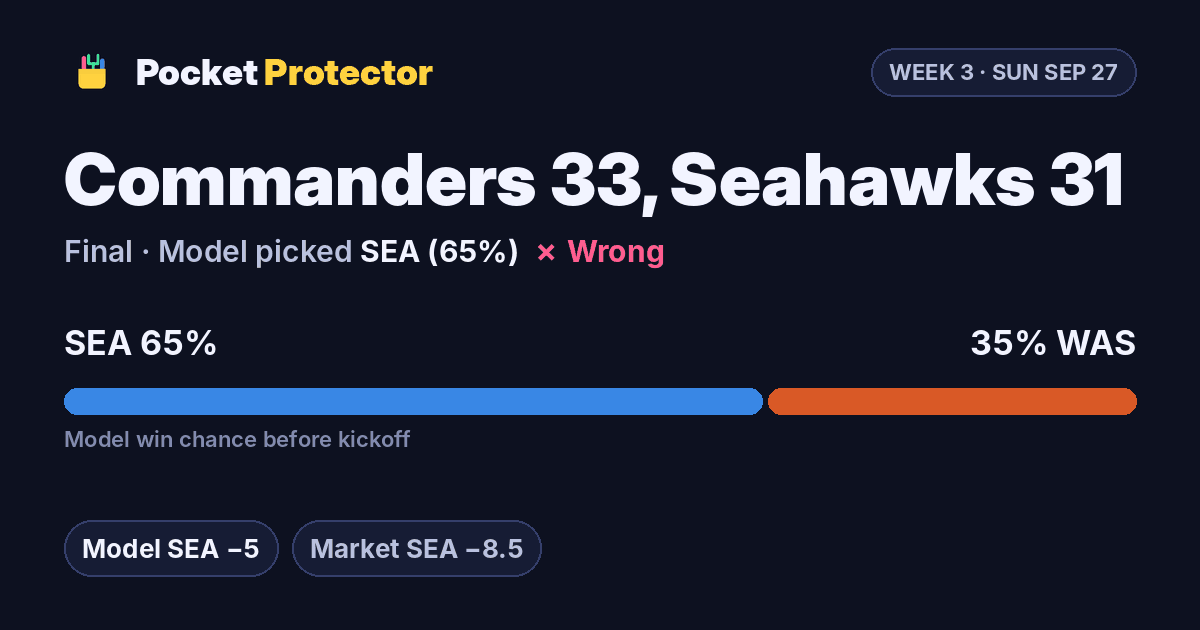 Pocket Protector
WEEK 3 · SUN SEP 27
Commanders 33, Seahawks 31
Final · Model picked SEA (65%) × Wrong
SEA 65%
35% WAS
Model win chance before kickoff
Model SEA −5
Market SEA −8.5